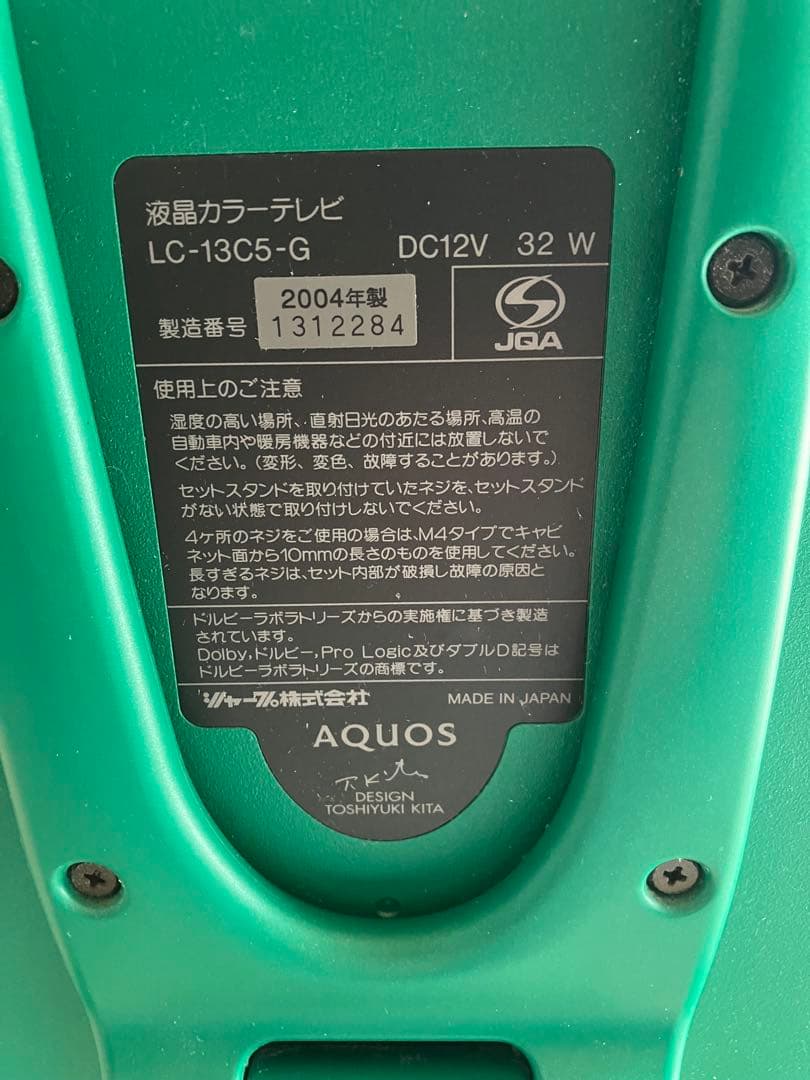 液晶カラーテレビ
LC-13C5-G DC12V 32 W
2004年製
製造番号 1312284
JQA
使用上のご注意
湿度の高い場所、直射日光のあたる場所、高温の
自動車内や暖房機器などの付近には放置しないで
ください。(変形、変色、故障することがあります。)
セットスタンドを取り付けていたネジを、セットスタンド
がない状態で取り付けしないでください。
4ケ所のネジをご使用の場合は、M4タイプでキャビ
ネット面から10mmの長さのものを使用してください。
長すぎるネジは、セット内部が破損し故障の原因と
なります。
ドルビーラボラトリーズからの実施権に基づき製造
されています。
Dolby,ドルビー,Pro Logic及びダブルD記号は
ドルビーラボラトリーズの商標です。
シャープ株式会社 MADE IN JAPAN
AQUOS
T. Kita
DESIGN
TOSHIYUKI KITA